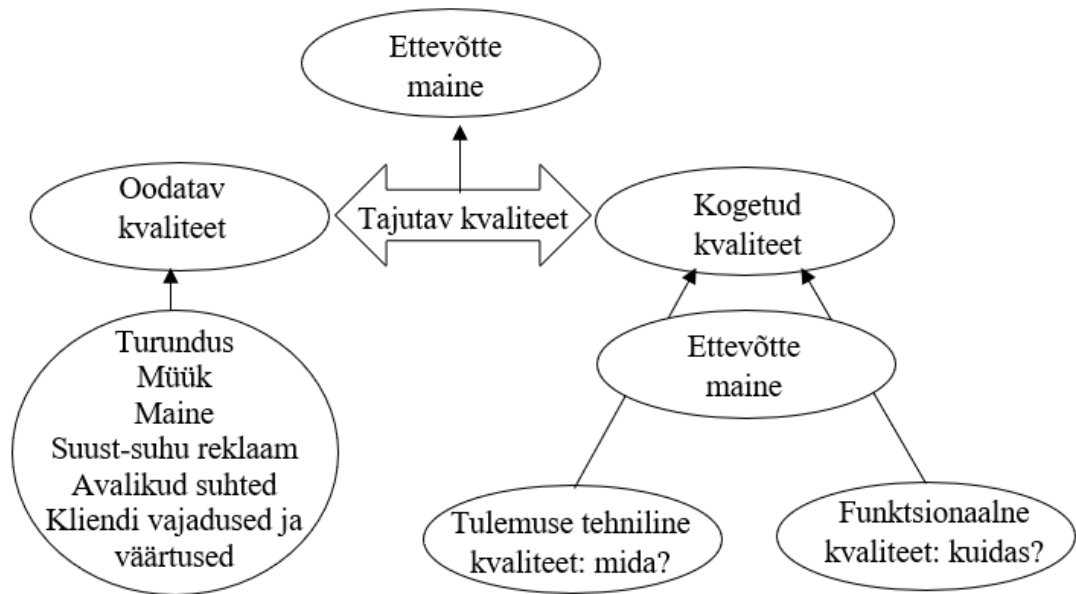 Ettevõtte
maine
Oodatav
kvaliteet
Tajutav kvaliteet
Kogetud
kvaliteet
Turundus
Müük
Maine
Suust-suhu reklaam
Avalikud suhted
Kliendi vajadused ja
väärtused
Ettevõtte
maine
Tulemuse tehniline
kvaliteet: mida?
Funktsionaalne
kvaliteet: kuidas?